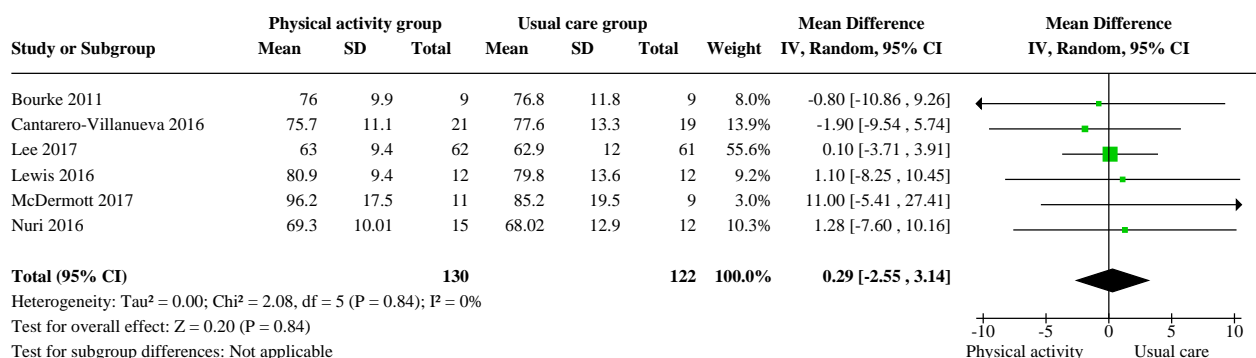 Physical activity group Usual care group Mean Difference Mean Difference
Study or Subgroup Mean SD Total Mean SD Total Weight IV, Random, 95% CI IV, Random, 95% CI
Bourke 2011 76 9.9 9 76.8 11.8 9 8.0% -0.80 [-10.86 , 9.26]
Cantarero-Villanueva 2016 75.7 11.1 21 77.6 13.3 19 13.9% -1.90 [-9.54 , 5.74]
Lee 2017 63 9.4 62 62.9 12 61 55.6% 0.10 [-3.71 , 3.91]
Lewis 2016 80.9 9.4 12 79.8 13.6 12 9.2% 1.10 [-8.25 , 10.45]
McDermott 2017 96.2 17.5 11 85.2 19.5 9 3.0% 11.00 [-5.41 , 27.41]
Nuri 2016 69.3 10.01 15 68.02 12.9 12 10.3% 1.28 [-7.60 , 10.16]
Total (95% CI) 130 122 100.0% 0.29 [-2.55 , 3.14]
Heterogeneity: Tau² = 0.00; Chi² = 2.08, df = 5 (P = 0.84); I² = 0%
Test for overall effect: Z = 0.20 (P = 0.84) -10 -5 0 5 10
Test for subgroup differences: Not applicable Physical activity Usual care